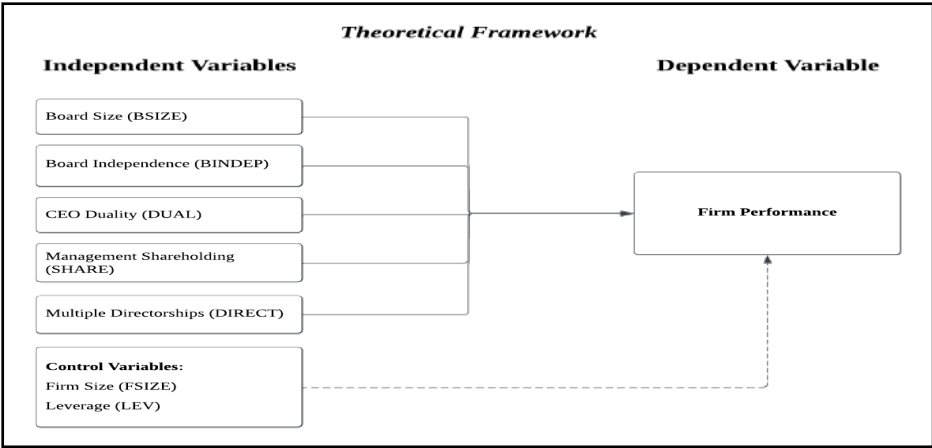 Theoretical Framework
Independent Variables
Dependent Variable
Board Size (BSIZE)
Board Independence (BINDEP)
CEO Duality (DUAL)
Management Shareholding
(SHARE)
Multiple Directorships (DIRECT)
Control Variables:
Firm Size (FSIZE)
Leverage (LEV)
Firm Performance